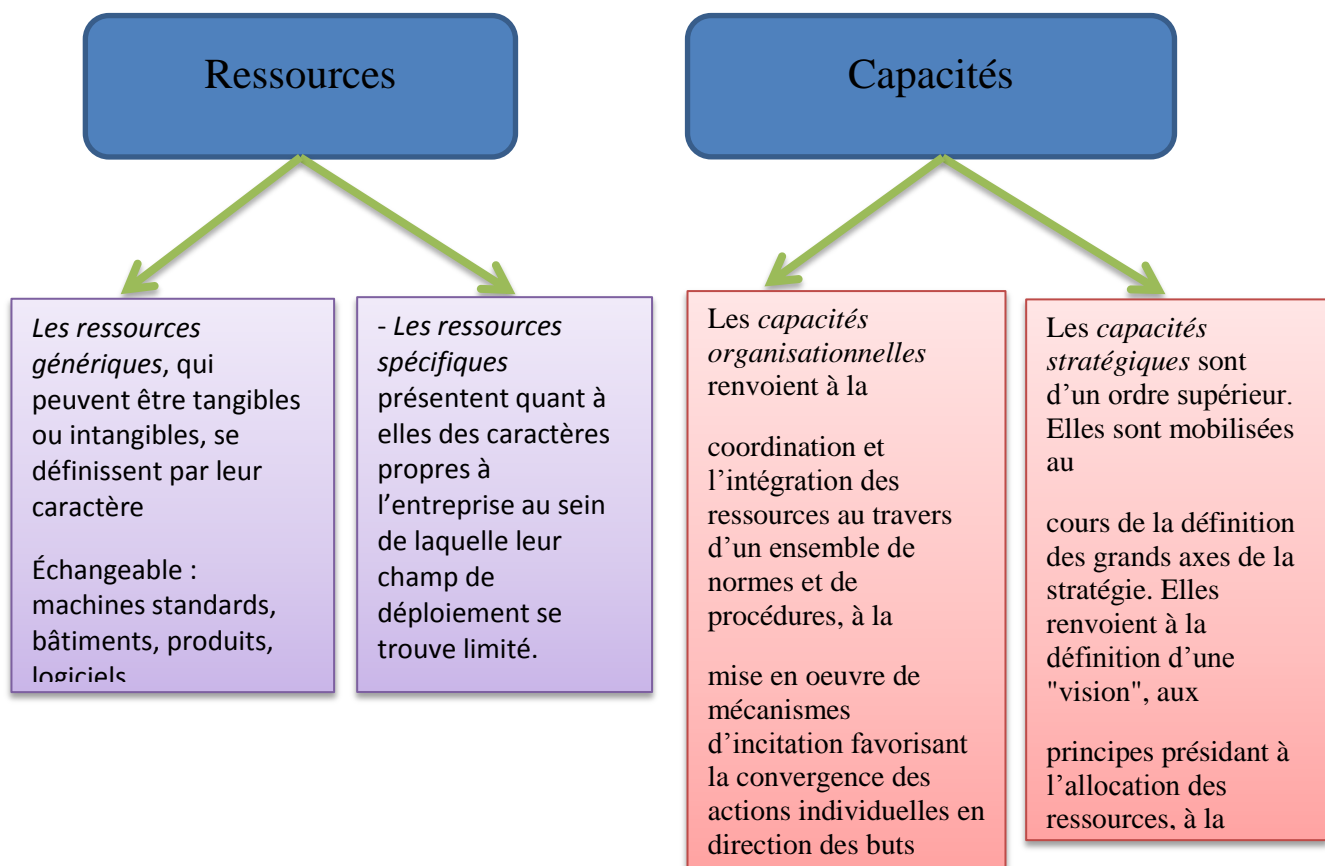 Ressources
Capacités
Les ressources
génériques, qui
peuvent être tangibles
ou intangibles, se
définissent par leur
caractère
Échangeable :
machines standards,
bâtiments, produits,
logiciels
- Les ressources
spécifiques
présentent quant à
elles des caractères
propres à
l’entreprise au sein
de laquelle leur
champ de
déploiement se
trouve limité.
Les capacités
organisationnelles
renvoient à la
coordination et
l’intégration des
ressources au travers
d’un ensemble de
normes et de
procédures, à la
mise en oeuvre de
mécanismes
d’incitation favorisant
la convergence des
actions individuelles en
direction des buts
Les capacités
stratégiques sont
d’un ordre supérieur.
Elles sont mobilisées
au
cours de la définition
des grands axes de la
stratégie. Elles
renvoient à la
définition d’une
"vision", aux
principes présidant à
l’allocation des
ressources, à la